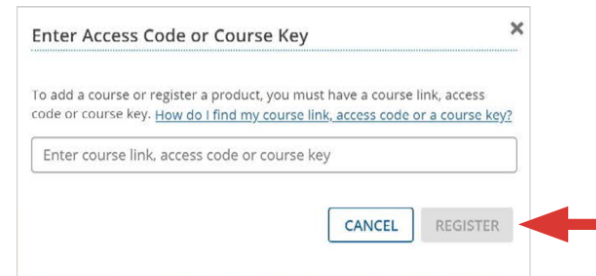 Enter Access Code or Course Key
To add a course or register a product, you must have a course link, access
code or course key. How do I find my course link, access code or a course key?
Enter course link, access code or course key
CANCEL REGISTER